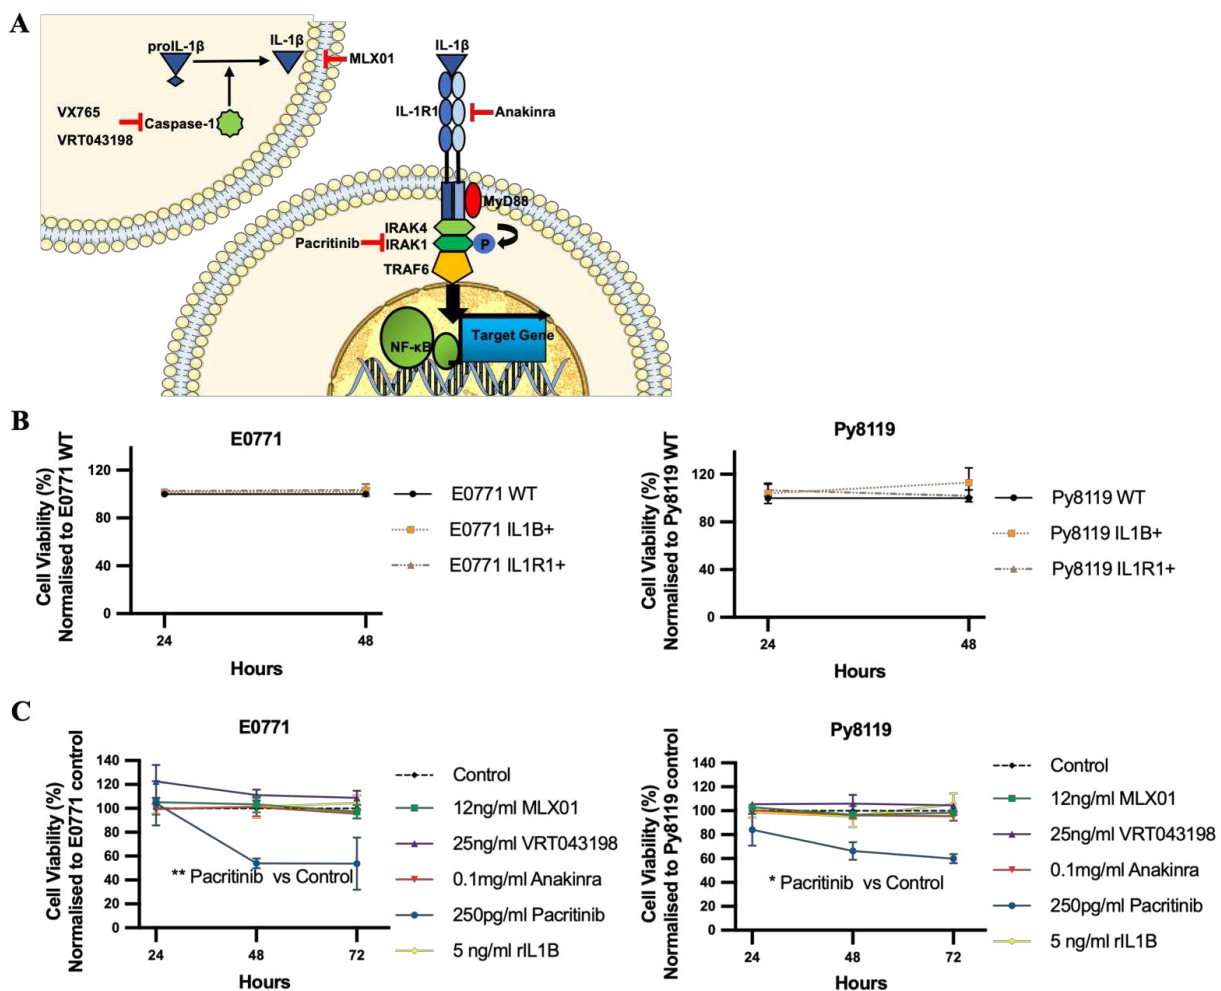 A
proIL-1β
IL-1β
MLX01
VX765
VRT043198
Caspase-1
IL-1β
IL-1R1
Anakinra
MyD88
IRAK4
Pacritinib
IRAK1
P
TRAF6
NF-κB
Target Gene
B
E0771
Cell Viability (%)
Normalised to E0771 WT
120
80
40
0
24
48
Hours
E0771 WT
E0771 IL1B+
E0771 IL1R1+
Py8119
Cell Viability (%)
Normalised to Py8119 WT
120
80
40
0
24
48
Hours
Py8119 WT
Py8119 IL1B+
Py8119 IL1R1+
C
E0771
Cell Viability (%)
Normalised to E0771 control
140
120
100
80
60
40
20
0
** Pacritinib vs Control
24
48
72
Hours
Control
12ng/ml MLX01
25ng/ml VRT043198
0.1mg/ml Anakinra
250pg/ml Pacritinib
5 ng/ml rIL1B
Py8119
Cell Viability (%)
Normalised to Py8119 control
140
120
100
80
60
40
20
0
* Pacritinib vs Control
24
48
72
Hours
Control
12ng/ml MLX01
25ng/ml VRT043198
0.1mg/ml Anakinra
250pg/ml Pacritinib
5 ng/ml rIL1B